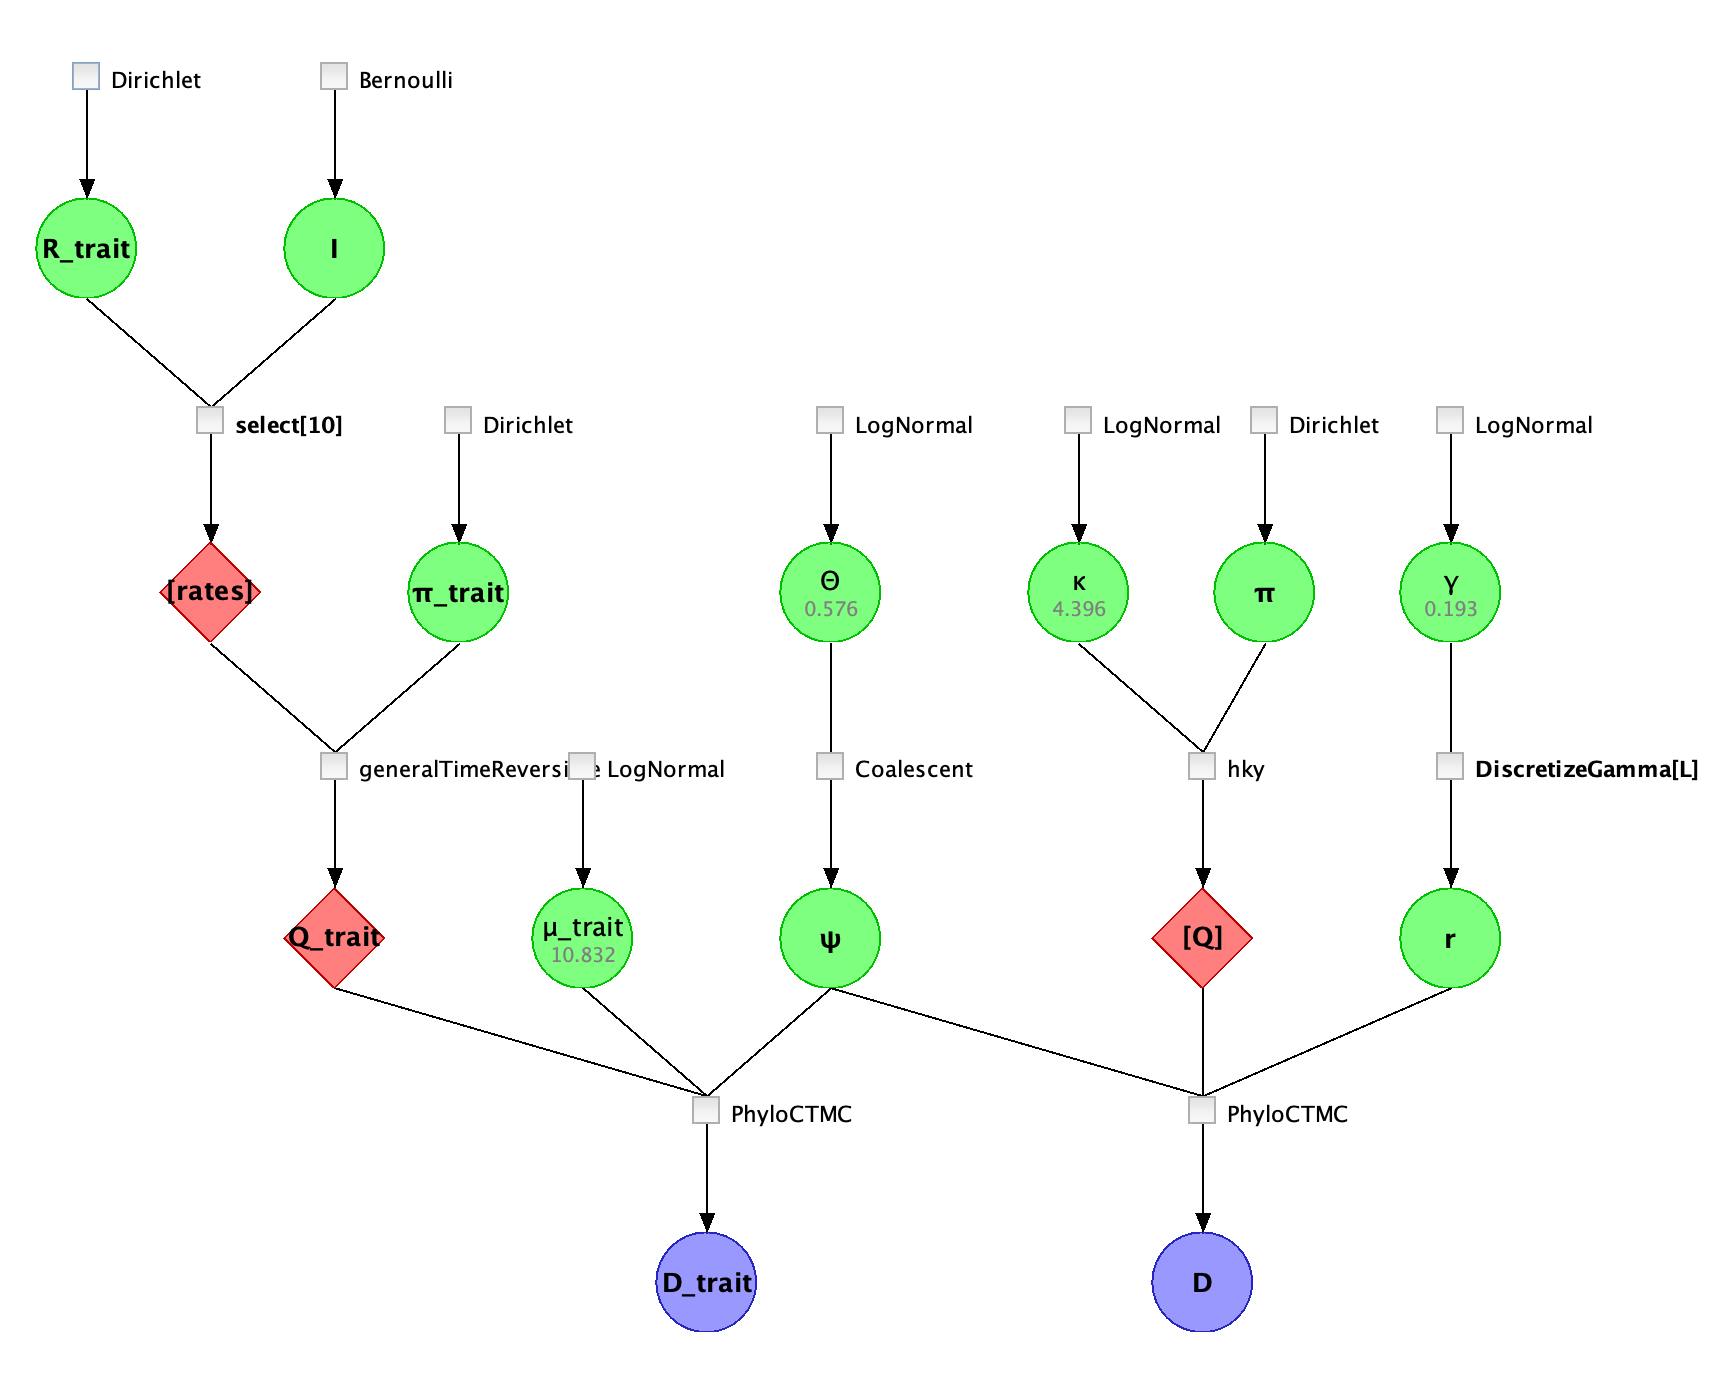 Dirichlet
Bernoulli
R_trait
I
select[10]
Dirichlet
LogNormal
LogNormal
Dirichlet
LogNormal
[rates]
π_trait
Θ
0.576
κ
4.396
π
γ
0.193
generalTimeReversi
e
LogNormal
Coalescent
hky
DiscretizeGamma[L]
Q_trait
μ_trait
10.832
ψ
[Q]
r
PhyloCTMC
PhyloCTMC
D_trait
D